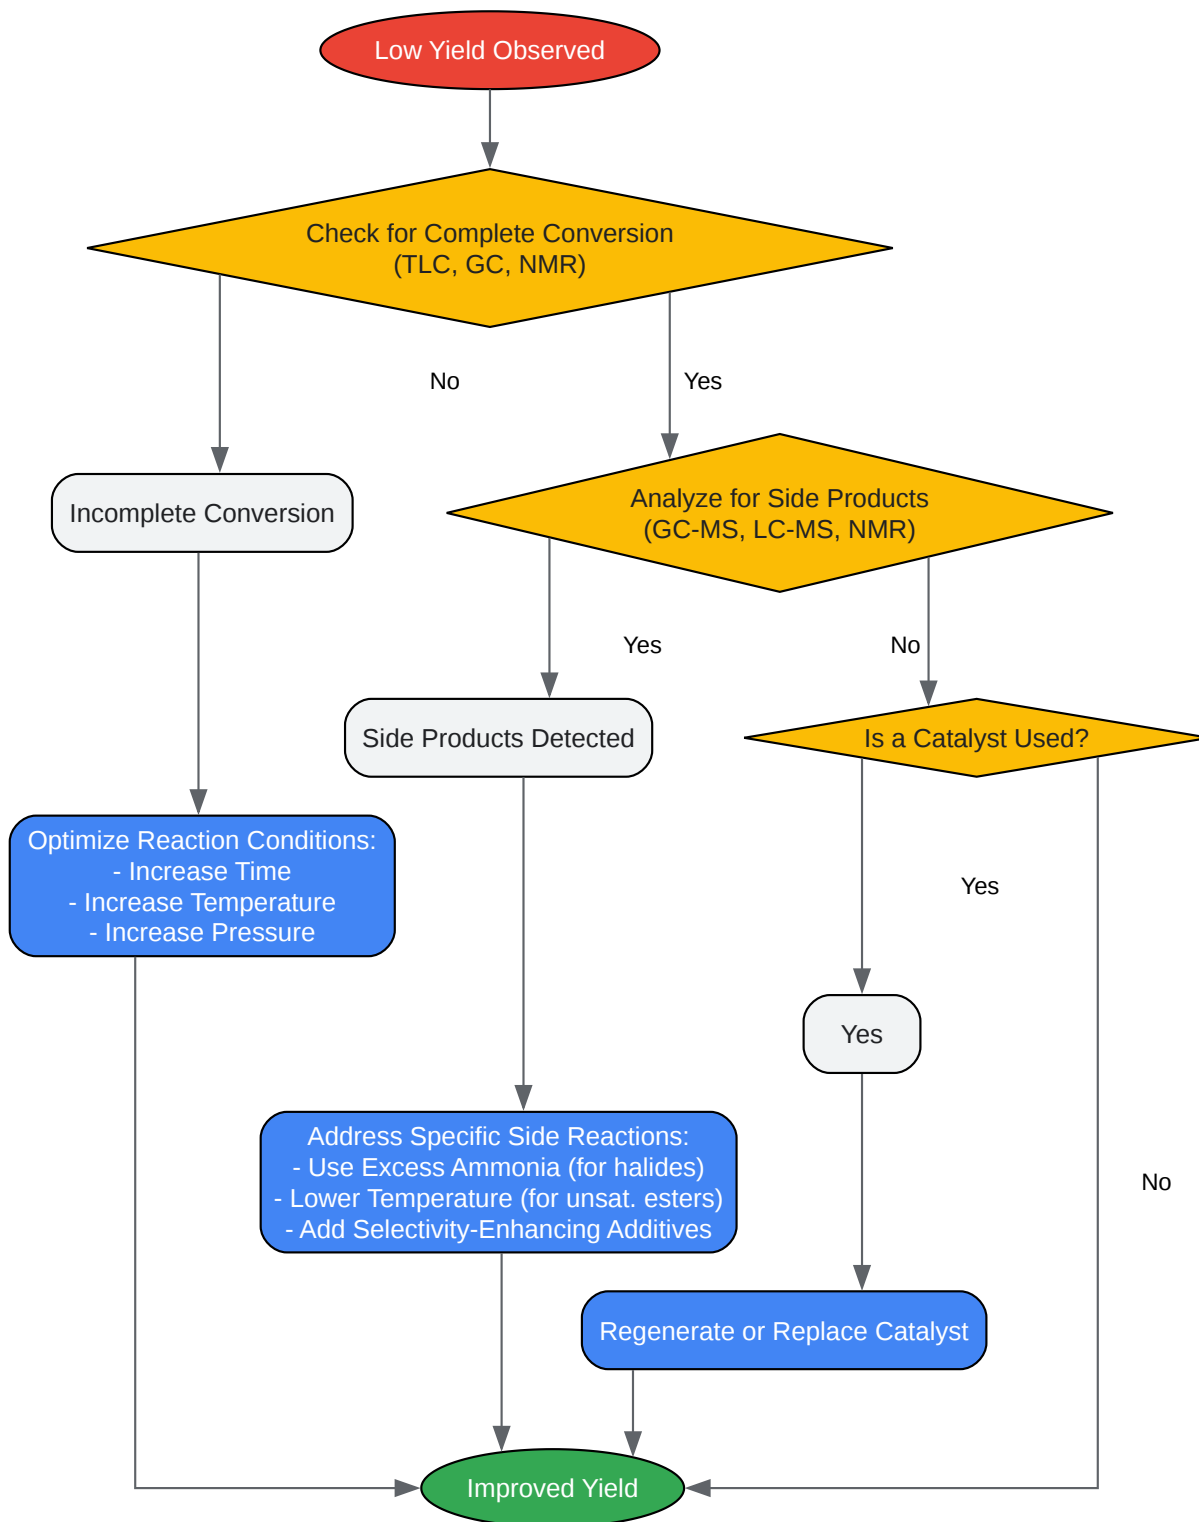 Low Yield Observed
Check for Complete Conversion
(TLC, GC, NMR)
No
Yes
Incomplete Conversion
Analyze for Side Products
(GC-MS, LC-MS, NMR)
Yes
No
Side Products Detected
Is a Catalyst Used?
Optimize Reaction Conditions:
- Increase Time
- Increase Temperature
- Increase Pressure
Yes
Yes
Address Specific Side Reactions:
- Use Excess Ammonia (for halides)
- Lower Temperature (for unsat. esters)
- Add Selectivity-Enhancing Additives
No
Regenerate or Replace Catalyst
Improved Yield